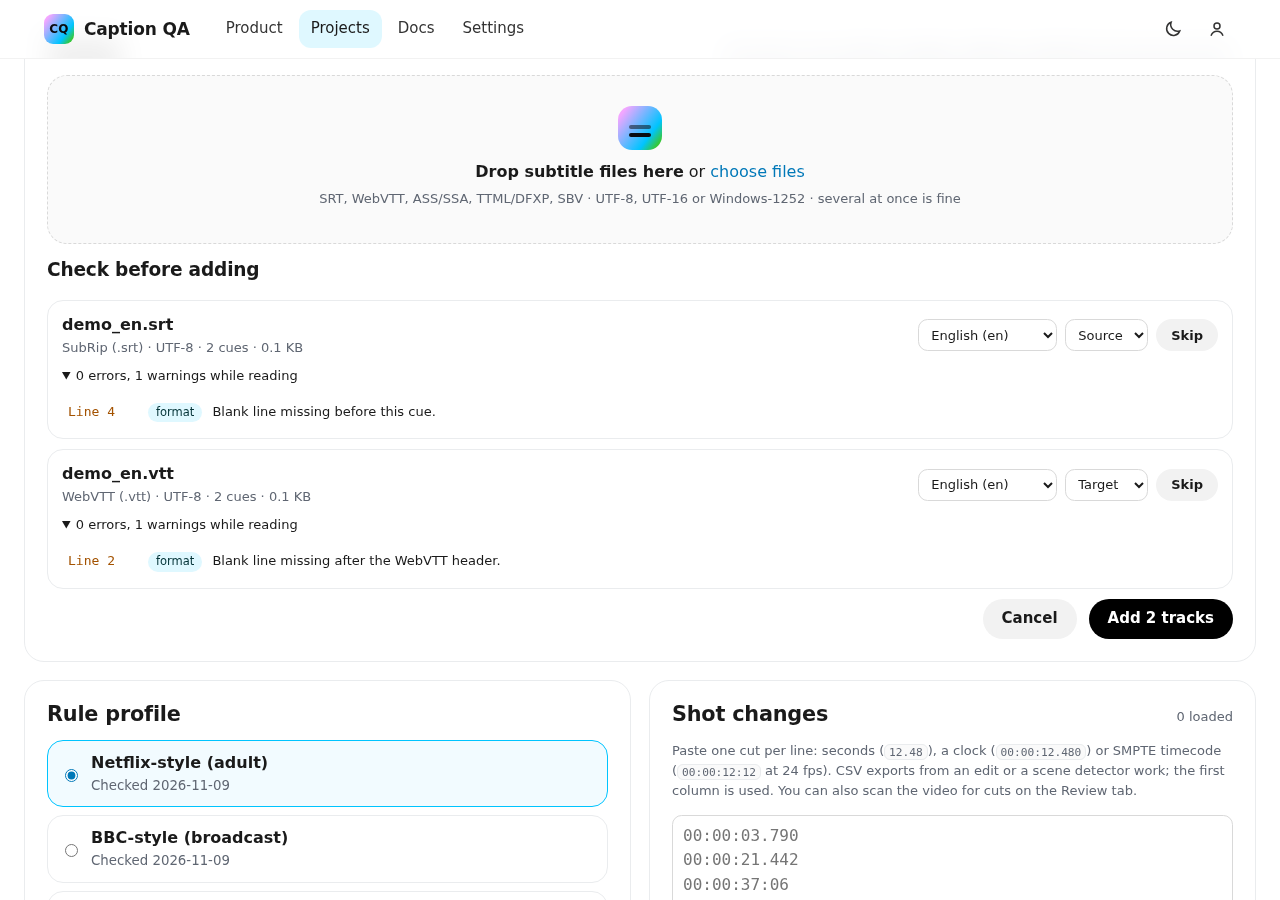 CQ Caption QA Product Projects Docs Settings
Drop subtitle files here or choose files
SRT, WebVTT, ASS/SSA, TTML/DFXP, SBV · UTF-8, UTF-16 or Windows-1252 · several at once is fine
Check before adding
demo_en.srt
SubRip (.srt) · UTF-8 · 2 cues · 0.1 KB
English (en) Source Skip
▼ 0 errors, 1 warnings while reading
Line 4 format Blank line missing before this cue.
demo_en.vtt
WebVTT (.vtt) · UTF-8 · 2 cues · 0.1 KB
English (en) Target Skip
▼ 0 errors, 1 warnings while reading
Line 2 format Blank line missing after the WebVTT header.
Cancel Add 2 tracks
Rule profile
Netflix-style (adult)
Checked 2026-11-09
BBC-style (broadcast)
Checked 2026-11-09
Shot changes 0 loaded
Paste one cut per line: seconds (12.48), a clock (00:00:12.480) or SMPTE timecode
(00:00:12:12 at 24 fps). CSV exports from an edit or a scene detector work; the first
column is used. You can also scan the video for cuts on the Review tab.
00:00:03.790
00:00:21.442
00:00:37:06